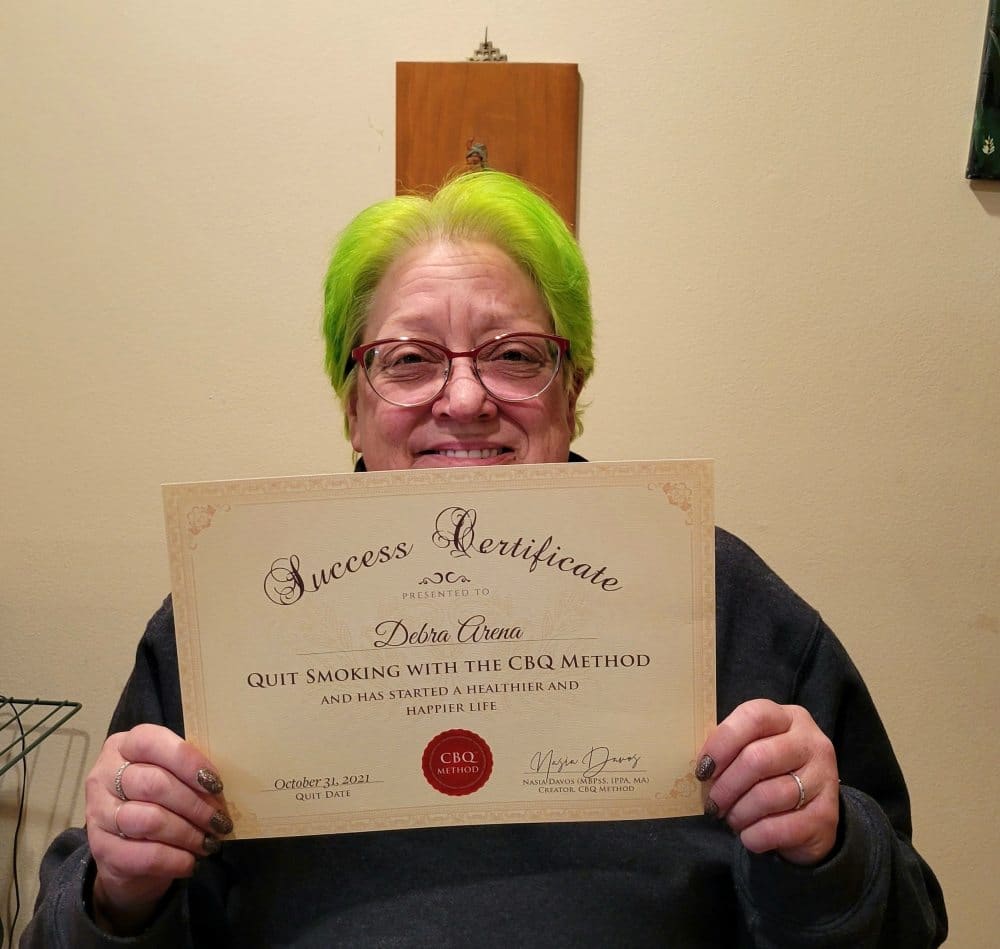 Success Certificate
PRESENTED TO
Debra Arena
QUIT SMOKING WITH THE CBQ METHOD
AND HAS STARTED A HEALTHIER AND
HAPPIER LIFE
October 31, 2021
QUIT DATE
CBQ
METHOD
Nasia Davos
NASIA DAVOS (MBPSS, IPPA, MA)
CREATOR, CBQ METHOD